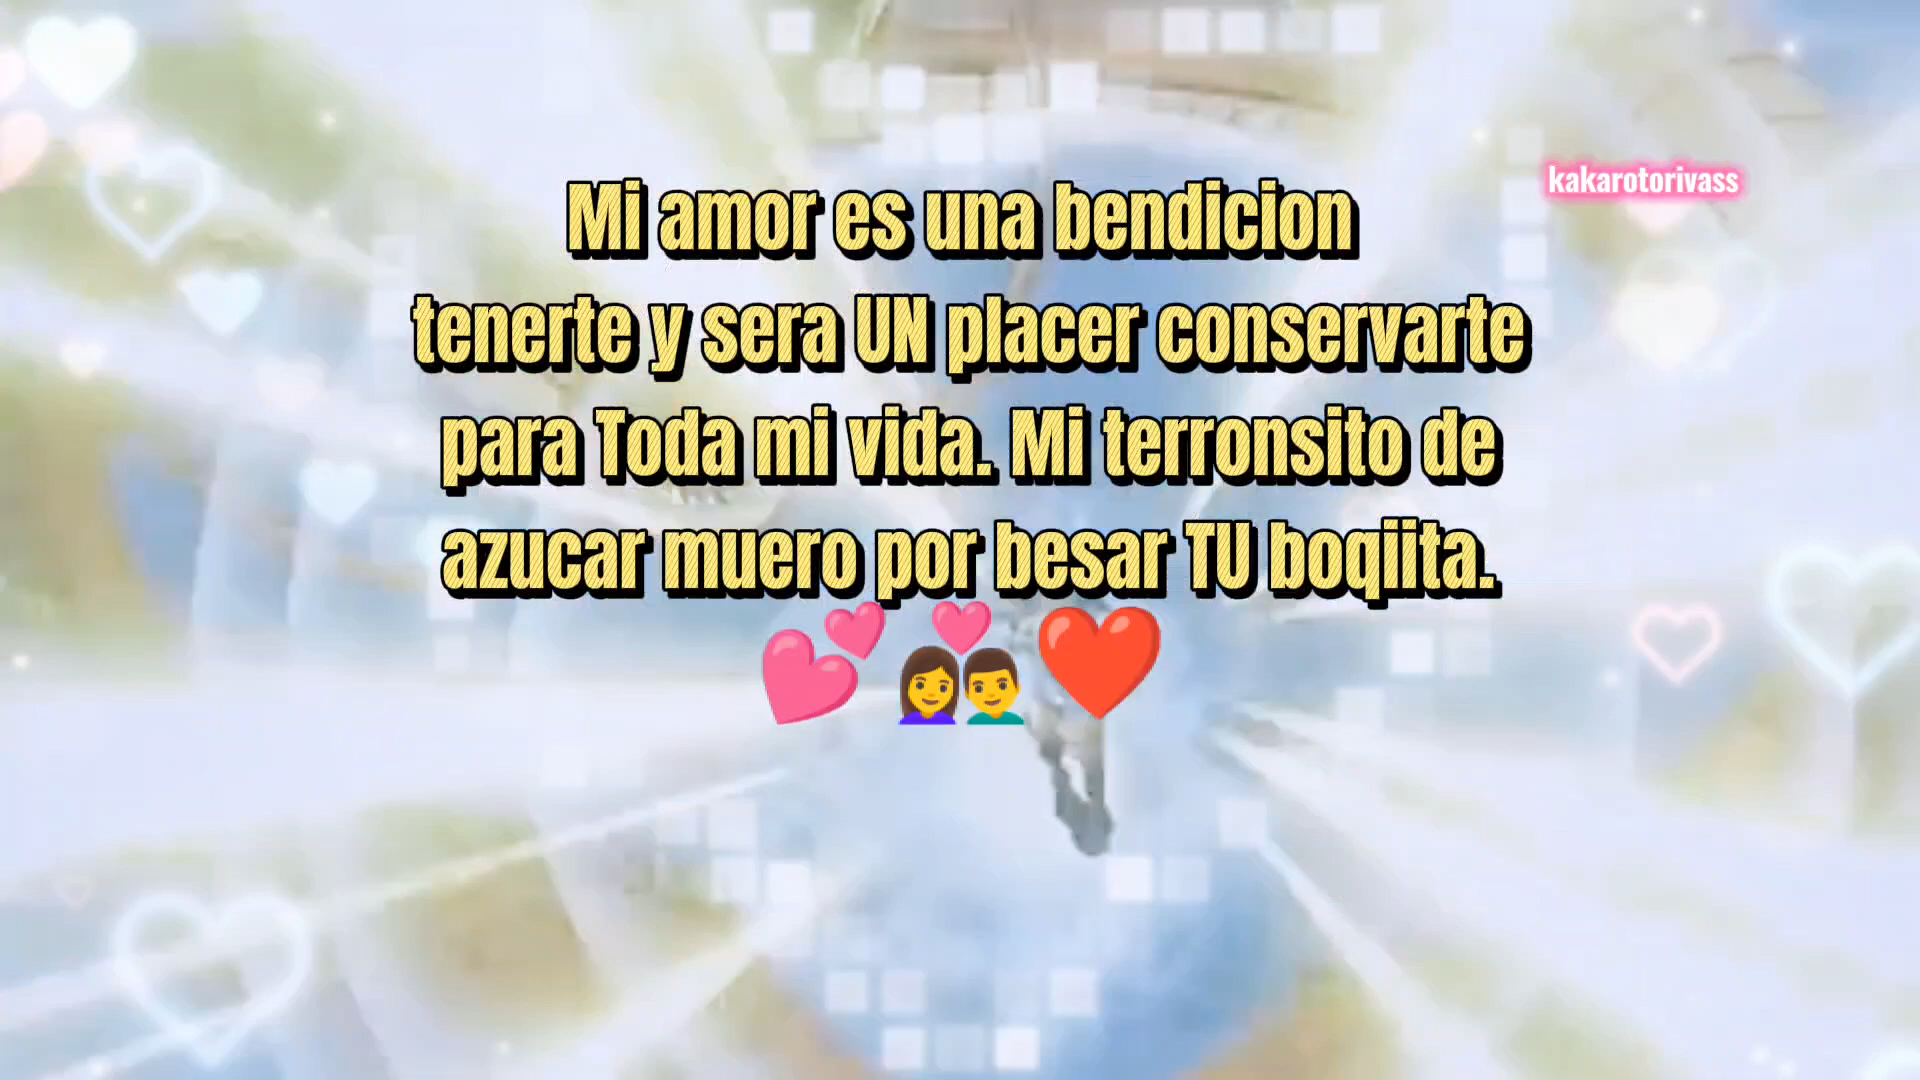 kakarotorivass
Mi amor es una bendicion
tenerte y sera UN placer conservarte
para Toda mi vida. Mi terronsito de
azucar muero por besar TU boqiita.